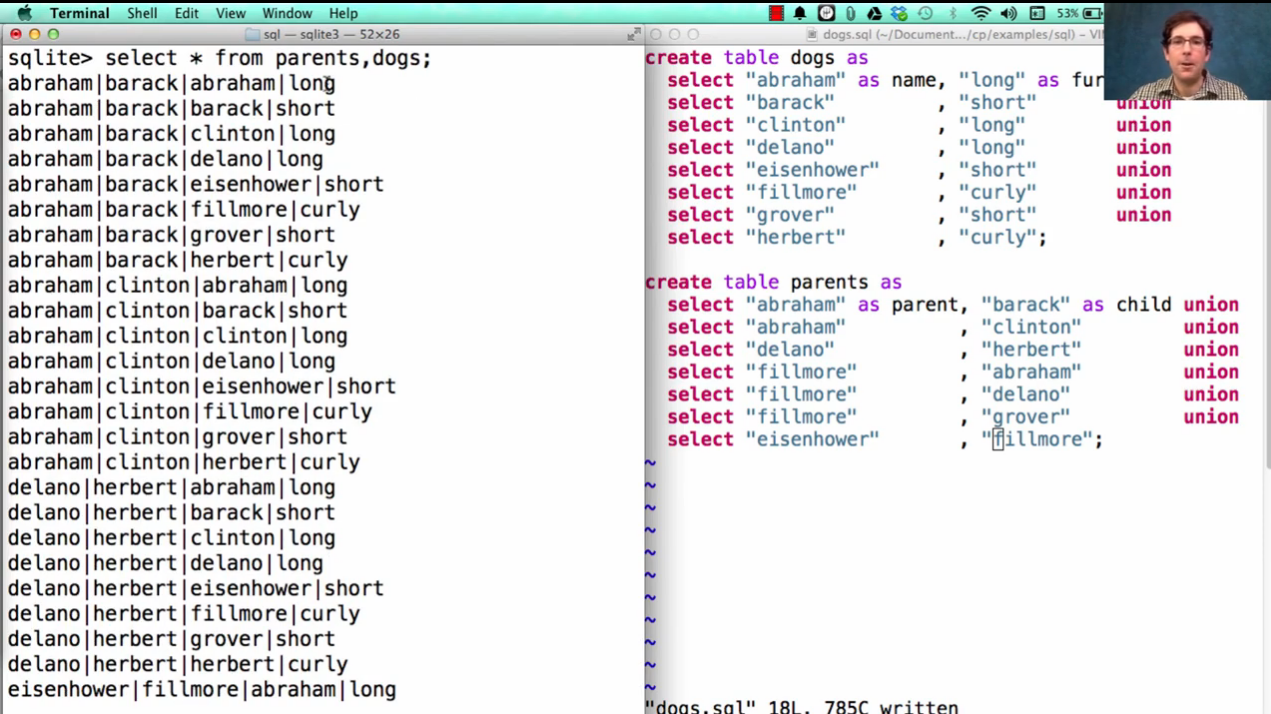 Terminal Shell Edit View Window Help 53%
sql — sqlite3 — 52×26
sqlite> select * from parents,dogs;
abraham|barack|abraham|long
abraham|barack|barack|short
abraham|barack|clinton|long
abraham|barack|delano|long
abraham|barack|eisenhower|short
abraham|barack|fillmore|curly
abraham|barack|grover|short
abraham|barack|herbert|curly
abraham|clinton|abraham|long
abraham|clinton|barack|short
abraham|clinton|clinton|long
abraham|clinton|delano|long
abraham|clinton|eisenhower|short
abraham|clinton|fillmore|curly
abraham|clinton|grover|short
abraham|clinton|herbert|curly
delano|herbert|abraham|long
delano|herbert|barack|short
delano|herbert|clinton|long
delano|herbert|delano|long
delano|herbert|eisenhower|short
delano|herbert|fillmore|curly
delano|herbert|grover|short
delano|herbert|herbert|curly
eisenhower|fillmore|abraham|long
dogs.sql (~/Document.../cp/examples/sql) – VI
create table dogs as
select "abraham" as name, "long" as fur
select "barack" , "short" union
select "clinton" , "long" union
select "delano" , "long" union
select "eisenhower" , "short" union
select "fillmore" , "curly" union
select "grover" , "short" union
select "herbert" , "curly";
create table parents as
select "abraham" as parent, "barack" as child union
select "abraham" , "clinton" union
select "delano" , "herbert" union
select "fillmore" , "abraham" union
select "fillmore" , "delano" union
select "fillmore" , "grover" union
select "eisenhower" , "fillmore";
~
~
~
~
~
~
~
~
~
~
~
"dogs.sql" 18L, 785C written